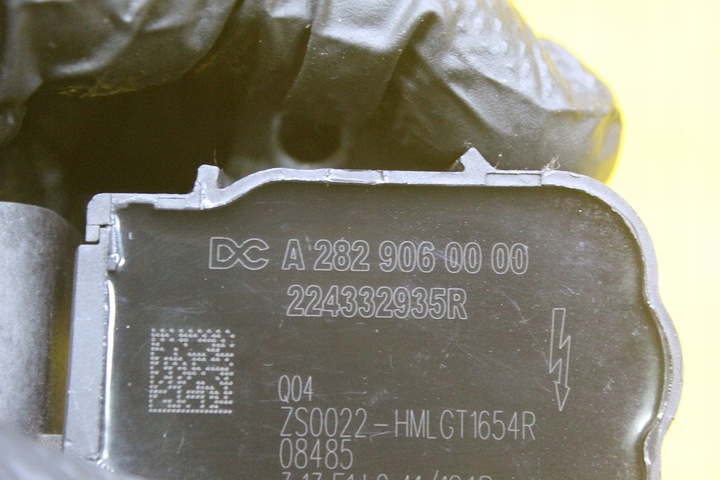 DC A 282 906 00 00
224332935R
Q04
ZS0022-HMLGT1654R
08485